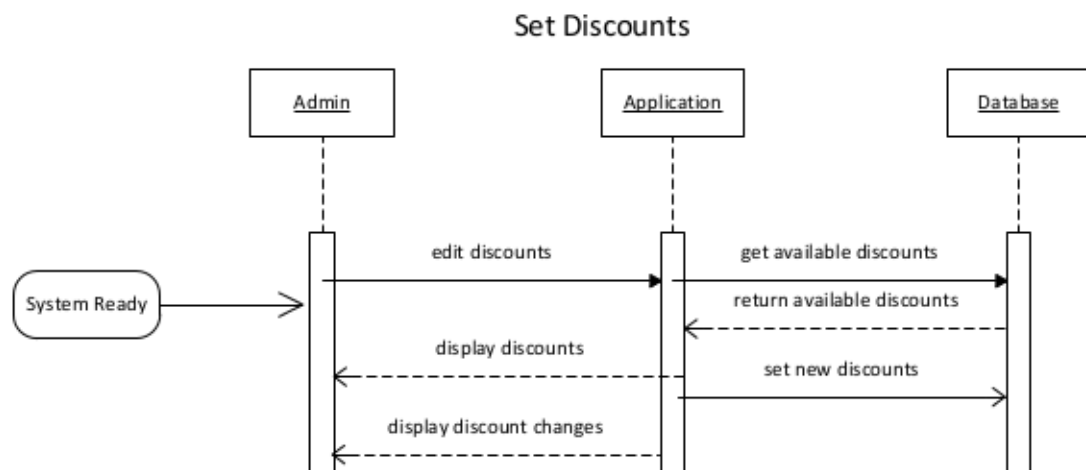 Set Discounts
Admin
Application
Database
edit discounts
get available discounts
System Ready
return available discounts
display discounts
set new discounts
display discount changes